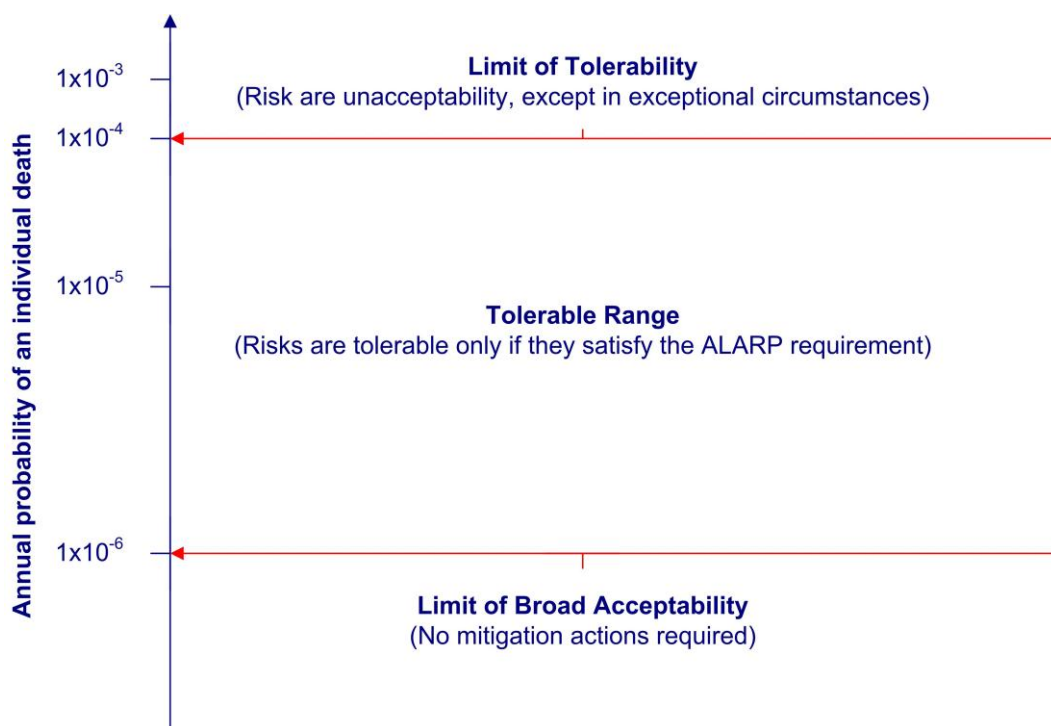 Annual probability of an individual death
1x10⁻³
Limit of Tolerability
(Risk are unacceptability, except in exceptional circumstances)
1x10⁻⁴
1x10⁻⁵
Tolerable Range
(Risks are tolerable only if they satisfy the ALARP requirement)
1x10⁻⁶
Limit of Broad Acceptability
(No mitigation actions required)